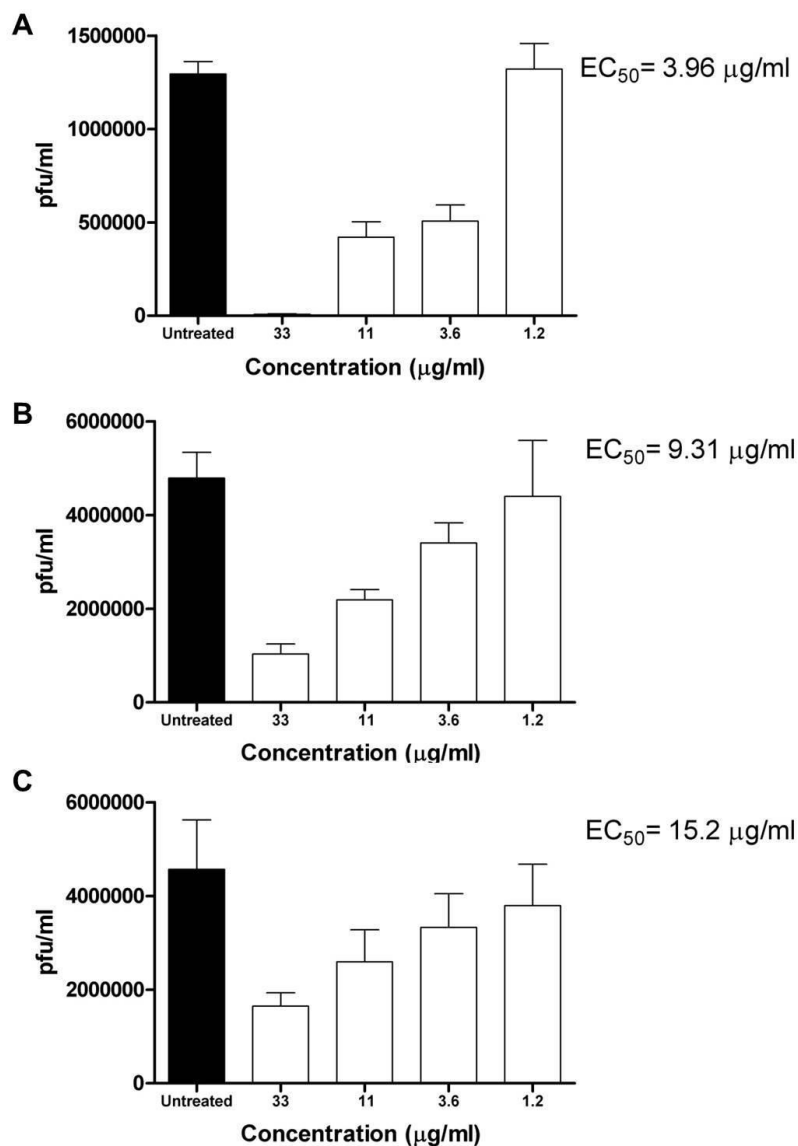 A
1500000
1000000
500000
0
pfu/ml
Untreated 33 11 3.6 1.2
Concentration (μg/ml)
EC50= 3.96 μg/ml
B
6000000
4000000
2000000
0
pfu/ml
Untreated 33 11 3.6 1.2
Concentration (μg/ml)
EC50= 9.31 μg/ml
C
6000000
4000000
2000000
0
pfu/ml
Untreated 33 11 3.6 1.2
Concentration (μg/ml)
EC50= 15.2 μg/ml